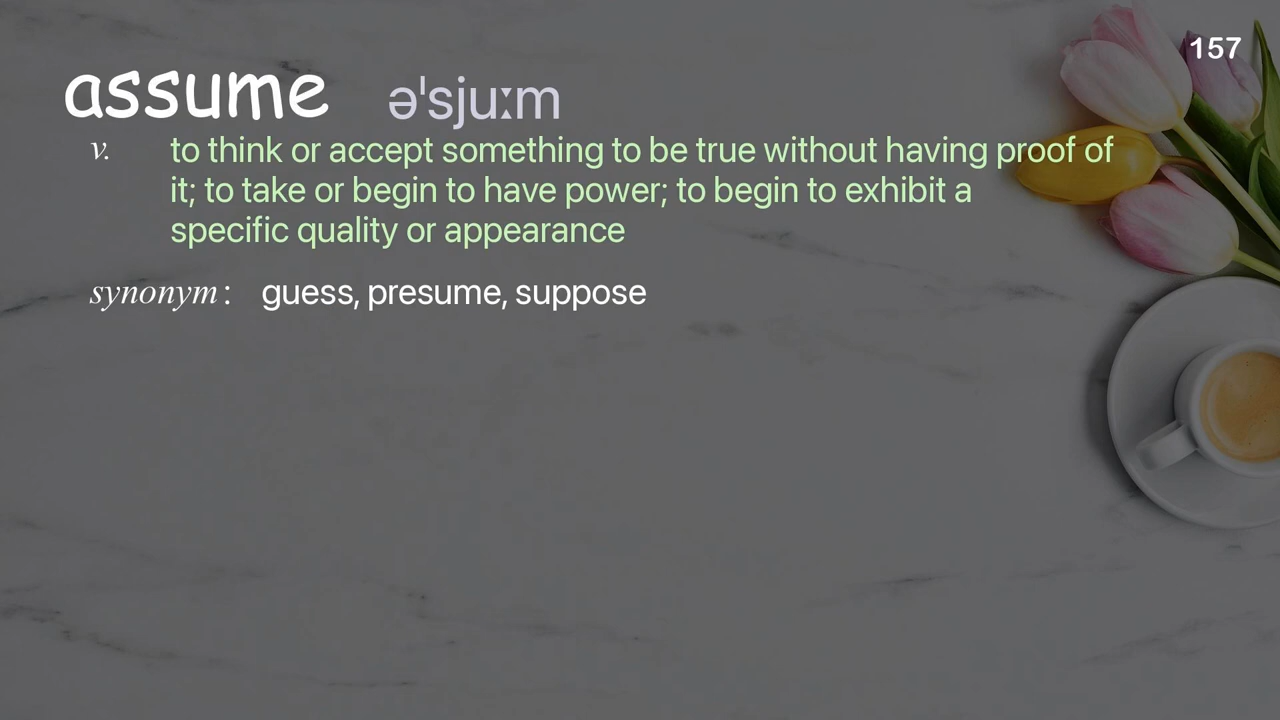 157
assume əˈsjuːm
v. to think or accept something to be true without having proof of
it; to take or begin to have power; to begin to exhibit a
specific quality or appearance
synonym: guess, presume, suppose